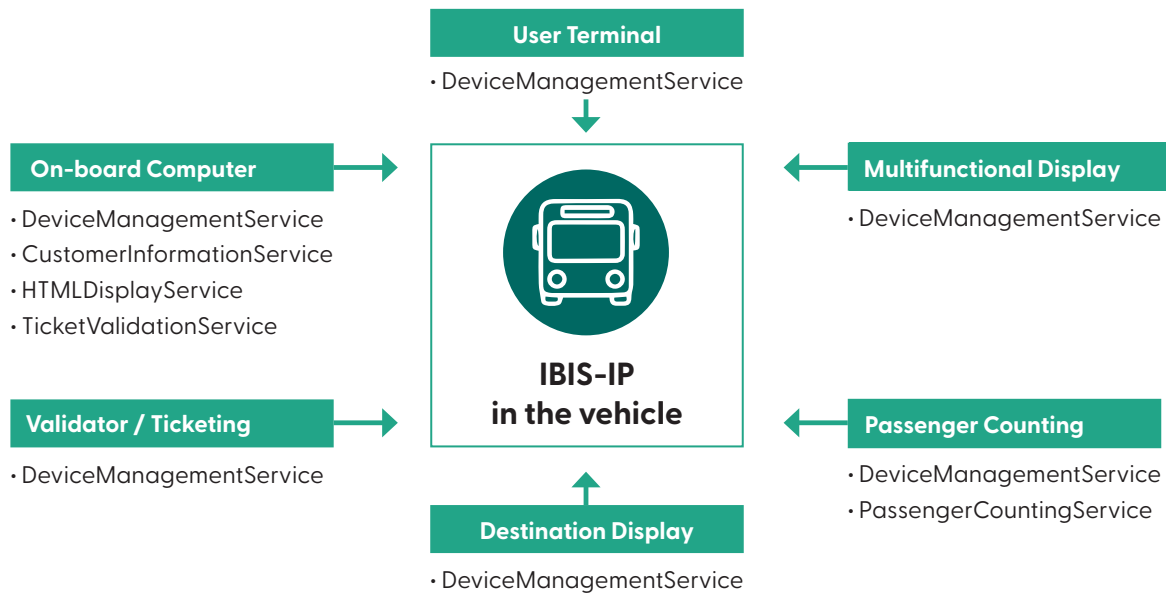 User Terminal
• DeviceManagementService
On-board Computer
• DeviceManagementService
• CustomerInformationService
• HTMLDisplayService
• TicketValidationService
Multifunctional Display
• DeviceManagementService
IBIS-IP
in the vehicle
Validator / Ticketing
• DeviceManagementService
Passenger Counting
• DeviceManagementService
• PassengerCountingService
Destination Display
• DeviceManagementService